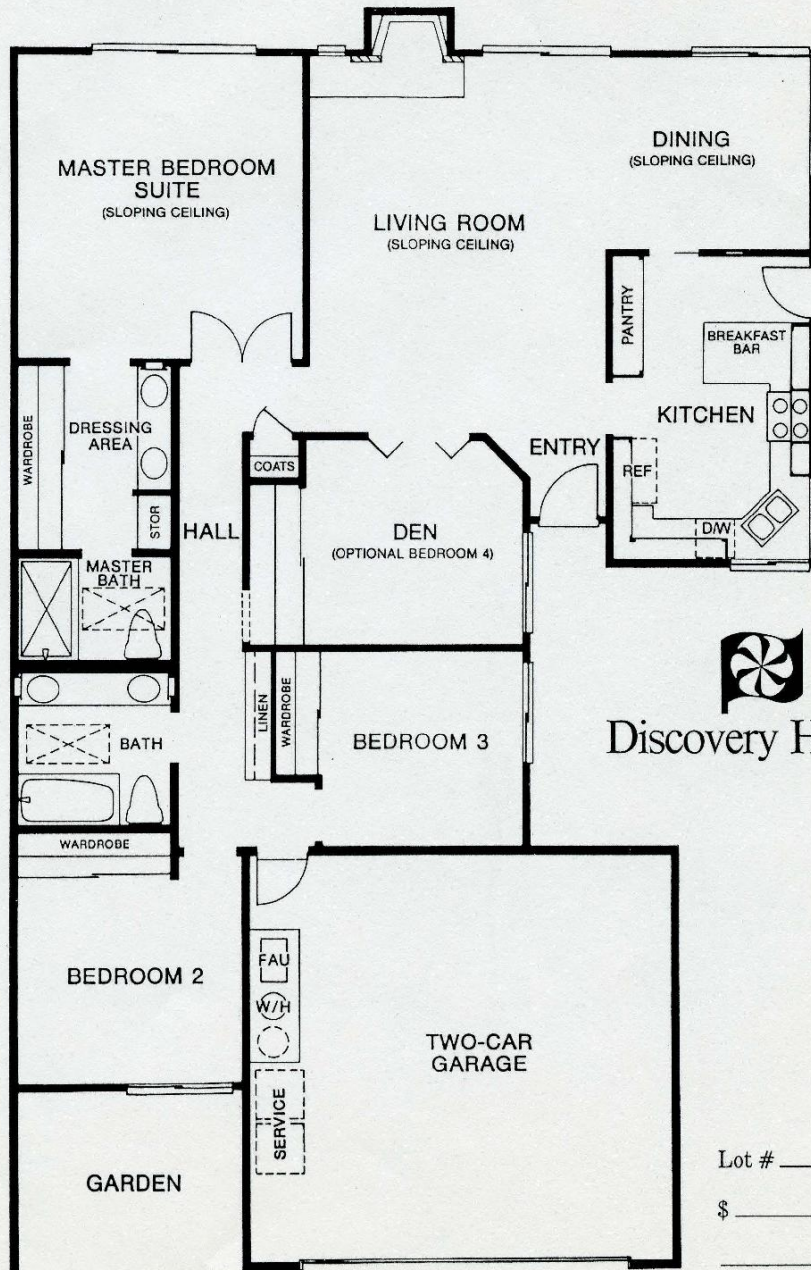 MASTER BEDROOM
SUITE
(SLOPING CEILING)
LIVING ROOM
(SLOPING CEILING)
DINING
(SLOPING CEILING)
PANTRY
BREAKFAST
BAR
KITCHEN
REF
D/W
ENTRY
WARDROBE
DRESSING
AREA
STOR
COATS
HALL
DEN
(OPTIONAL BEDROOM 4)
MASTER
BATH
BATH
LINEN
WARDROBE
BEDROOM 3
WARDROBE
BEDROOM 2
FAU
W/H
SERVICE
TWO-CAR
GARAGE
GARDEN
Discovery H
Lot #
$